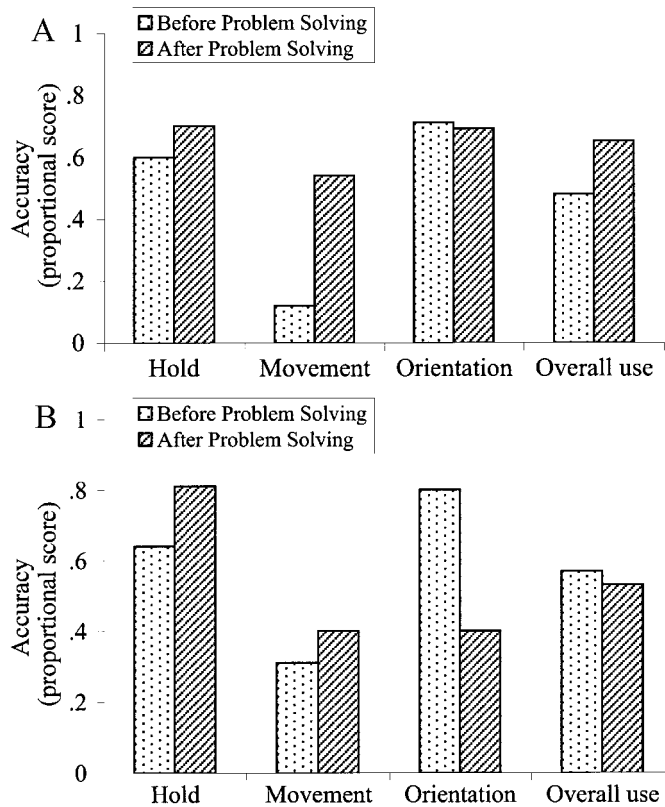 A
Before Problem Solving
After Problem Solving
Accuracy
(proportional score)
1
.8
.6
.4
.2
0
Hold Movement Orientation Overall use
B
Before Problem Solving
After Problem Solving
Accuracy
(proportional score)
1
.8
.6
.4
.2
0
Hold Movement Orientation Overall use